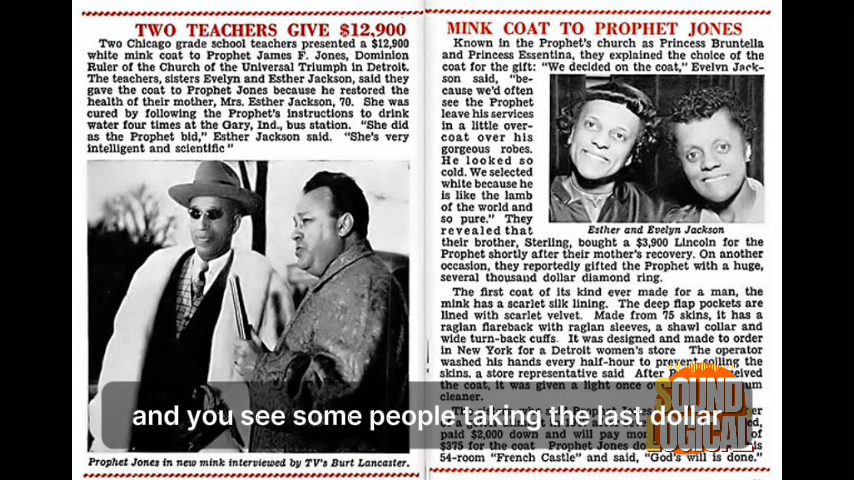 TWO TEACHERS GIVE $12,900
Two Chicago grade school teachers presented a $12,900
white mink coat to Prophet James F. Jones, Dominion
Ruler of the Church of the Universal Triumph in Detroit.
The teachers, sisters Evelyn and Esther Jackson, said they
gave the coat to Prophet Jones because he restored the
health of their mother, Mrs. Esther Jackson, 70. She was
cured by following the Prophet's instructions to drink
water four times at the Gary, Ind., bus station. "She did
as the Prophet bid," Esther Jackson said. "She's very
intelligent and scientific"
Prophet Jones in new mink interviewed by TV's Burt Lancaster.
MINK COAT TO PROPHET JONES
Known in the Prophet's church as Princess Bruntella
and Princess Essentina, they explained the choice of the
coat for the gift: "We decided on the coat," Evelyn Jack-
son said, "be-
cause we'd often
see the Prophet
leave his services
in a little over-
coat over his
gorgeous robes.
He looked so
cold. We selected
white because he
is like the lamb
of the world and
so pure." They
revealed that
Esther and Evelyn Jackson
their brother, Sterling, bought a $3,900 Lincoln for the
Prophet shortly after their mother's recovery. On another
occasion, they reportedly gifted the Prophet with a huge,
several thousand dollar diamond ring.
The first coat of its kind ever made for a man, the
mink has a scarlet silk lining. The deep flap pockets are
lined with scarlet velvet. Made from 75 skins, it has a
raglan flareback with raglan sleeves, a shawl collar and
wide turn-back cuffs. It was designed and made to order
in New York for a Detroit women's store The operator
washed his hands every half-hour to prevent soiling the
skins, a store representative said After
the coat, it was given a light once
cleaner.
paid $2,000 down and will pay
of
$375 for the coat Prophet Jones
54-room "French Castle" and said, "God's will is done."
and you see some people taking the last dollar
SOUND
LOGICAL